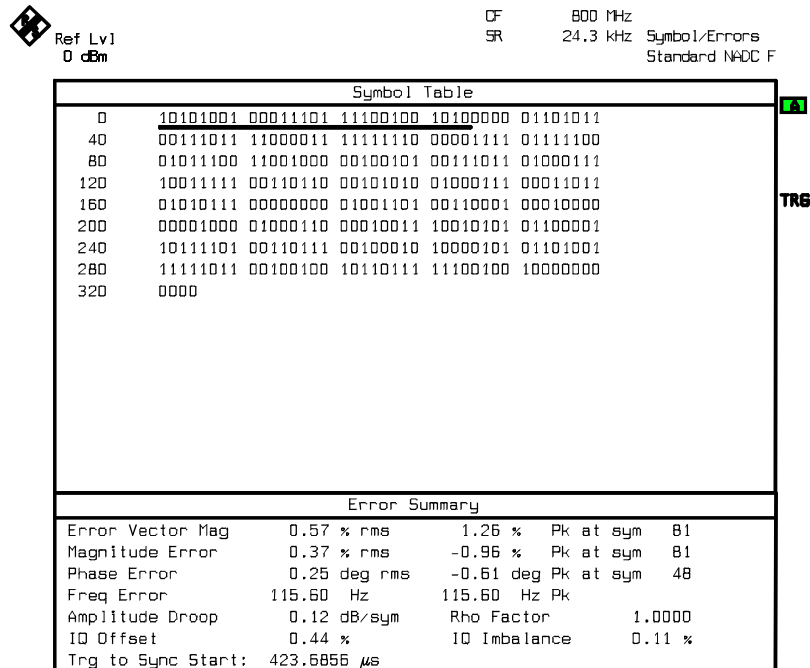 CF 800 MHz
Ref Lvl SR 24.3 kHz Symbol/Errors
0 dBm Standard NADC F
Symbol Table
A
0 10101001 00011101 11100100 10100000 01101011
40 00111011 11000011 11111110 00001111 01111100
80 01011100 11001000 00100101 00111011 01000111
120 10011111 00110110 00101010 01000111 00011011
160 01010111 00000000 01001101 00110001 00010000
TRG
200 00001000 01000110 00010011 10010101 01100001
240 10111101 00110111 00100010 10000101 01101001
280 11111011 00100100 10110111 11100100 10000000
320 0000
Error Summary
Error Vector Mag 0.57 % rms 1.26 % Pk at sym 81
Magnitude Error 0.37 % rms -0.96 % Pk at sym 81
Phase Error 0.25 deg rms -0.61 deg Pk at sym 48
Freq Error 115.60 Hz 115.60 Hz Pk
Amplitude Droop 0.12 dB/sym Rho Factor 1.0000
IQ Offset 0.44 % IQ Imbalance 0.11 %
Trg to Sync Start: 423.6856 µs